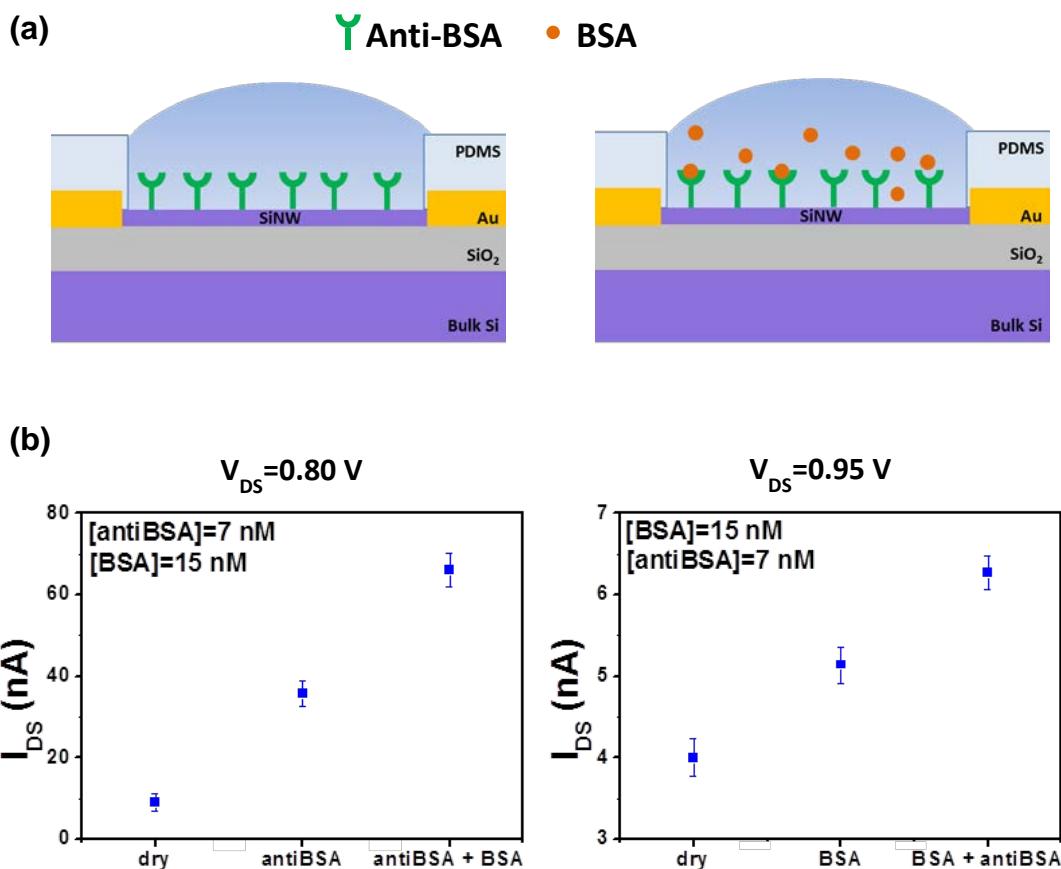 (a)
Anti-BSA
BSA
PDMS
SiNW
Au
SiO2
Bulk Si
PDMS
SiNW
Au
SiO2
Bulk Si
(b)
VDS=0.80 V
[antiBSA]=7 nM
[BSA]=15 nM
80
60
40
20
0
IDS (nA)
dry
antiBSA
antiBSA + BSA
VDS=0.95 V
[BSA]=15 nM
[antiBSA]=7 nM
7
6
5
4
3
IDS (nA)
dry
BSA
BSA + antiBSA